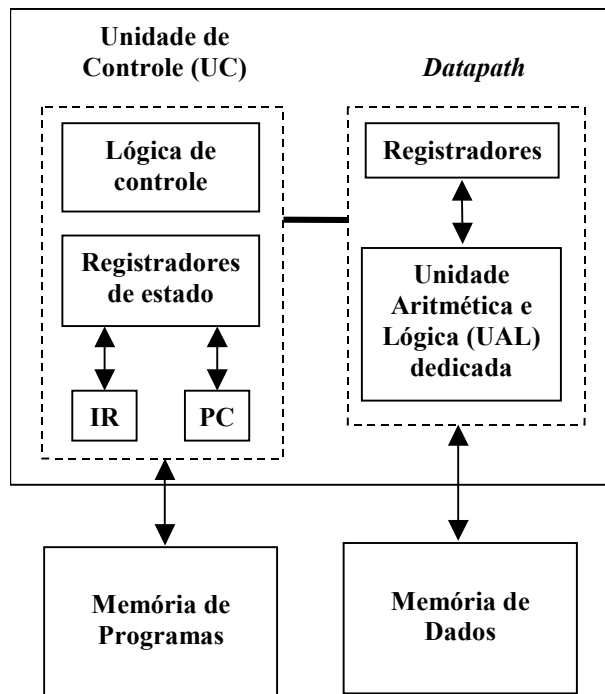 Unidade de
Controle (UC)
Datapath
Lógica de
controle
Registradores
de estado
IR
PC
Registradores
Unidade
Aritmética e
Lógica (UAL)
dedicada
Memória de
Programas
Memória de
Dados